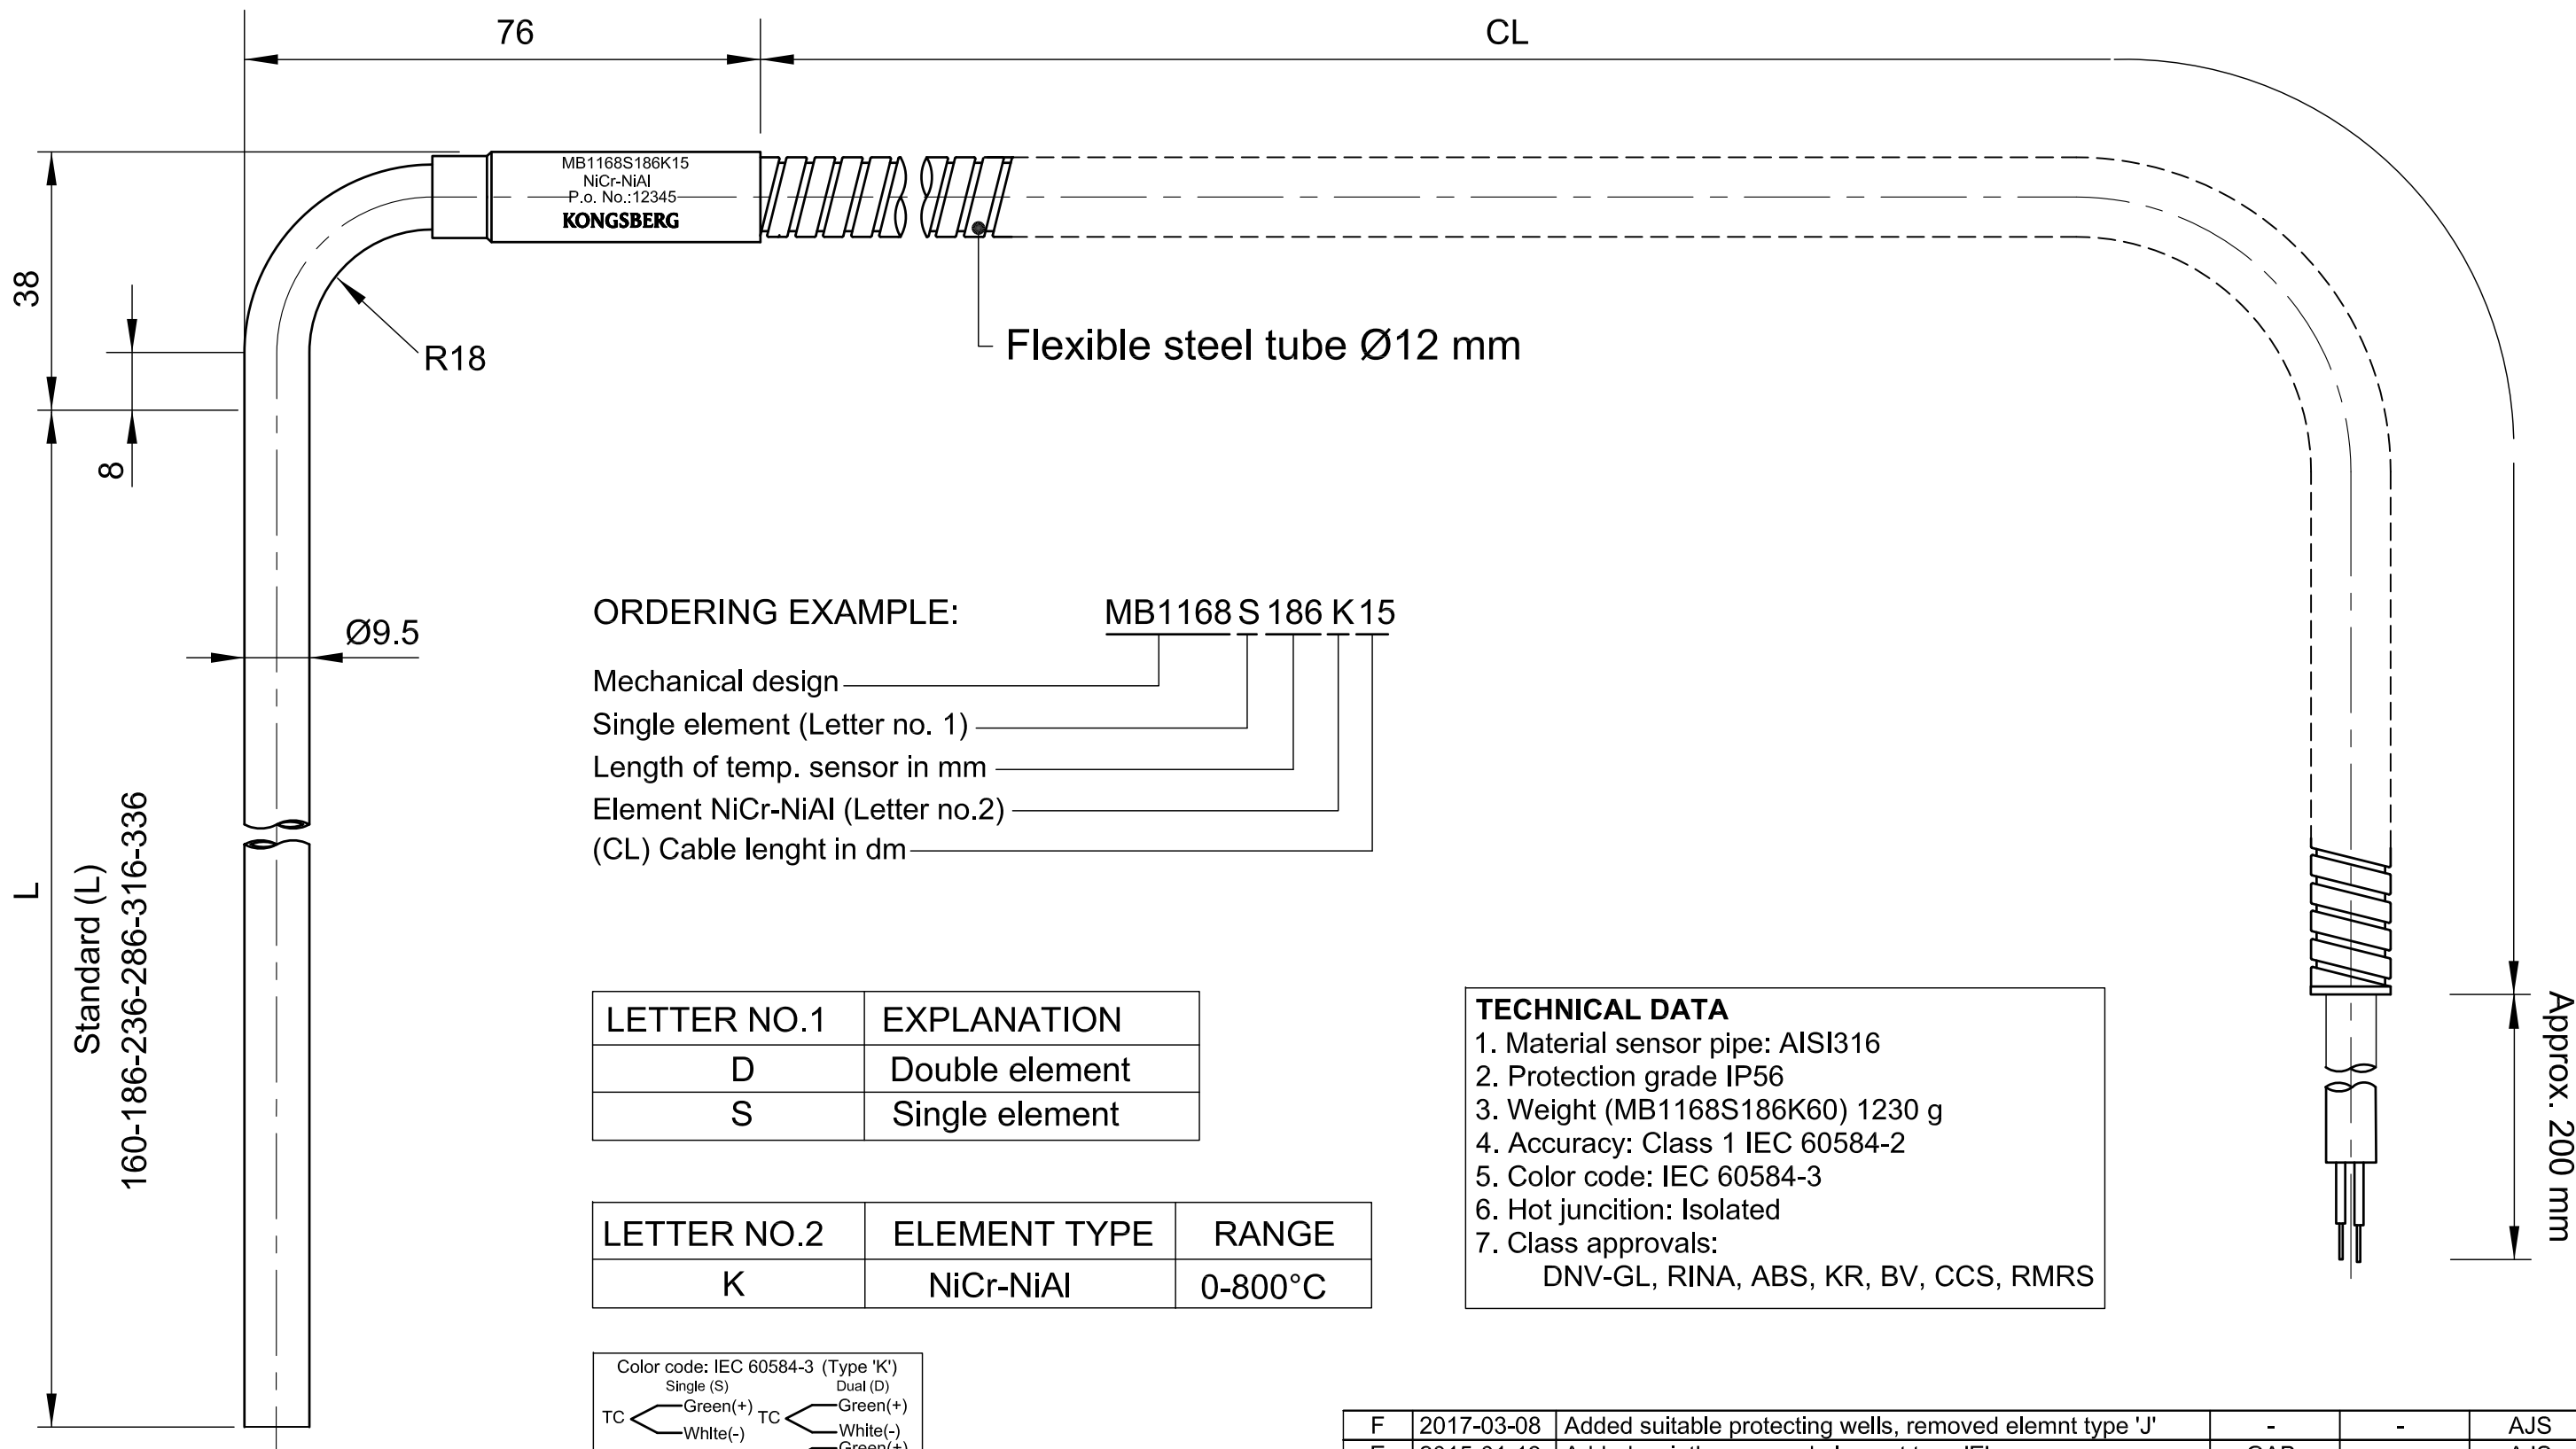 76
CL
MB1168S186K15
NiCr-NiAl
P.o. No.:12345
KONGSBERG
38
R18
Flexible steel tube Ø12 mm
8
Ø9.5
L
Standard (L)
160-186-236-286-316-336
ORDERING EXAMPLE: MB1168 S 186 K 15
Mechanical design
Single element (Letter no. 1)
Length of temp. sensor in mm
Element NiCr-NiAl (Letter no.2)
(CL) Cable lenght in dm
LETTER NO.1 EXPLANATION
D Double element
S Single element
LETTER NO.2 ELEMENT TYPE RANGE
K NiCr-NiAl 0-800°C
TECHNICAL DATA
1. Material sensor pipe: AISI316
2. Protection grade IP56
3. Weight (MB1168S186K60) 1230 g
4. Accuracy: Class 1 IEC 60584-2
5. Color code: IEC 60584-3
6. Hot juncition: Isolated
7. Class approvals:
DNV-GL, RINA, ABS, KR, BV, CCS, RMRS
Approx. 200 mm
Color code: IEC 60584-3 (Type 'K')
Single (S) Dual (D)
TC Green(+) TC Green(+)
White(-) White(-)
Green(+)
F 2017-03-08 Added suitable protecting wells, removed elemnt type 'J' - - AJS